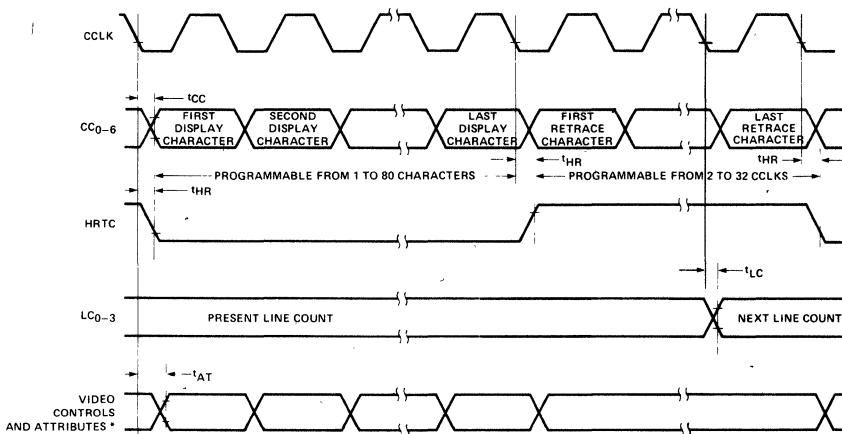 CCLK
tCC
CC0–6
FIRST DISPLAY CHARACTER
SECOND DISPLAY CHARACTER
LAST DISPLAY CHARACTER
FIRST RETRACE CHARACTER
LAST RETRACE CHARACTER
tHR
tHR
PROGRAMMABLE FROM 1 TO 80 CHARACTERS
PROGRAMMABLE FROM 2 TO 32 CCLKS
tHR
HRTC
tLC
LC0–3
PRESENT LINE COUNT
NEXT LINE COUNT
tAT
VIDEO
CONTROLS
AND ATTRIBUTES *